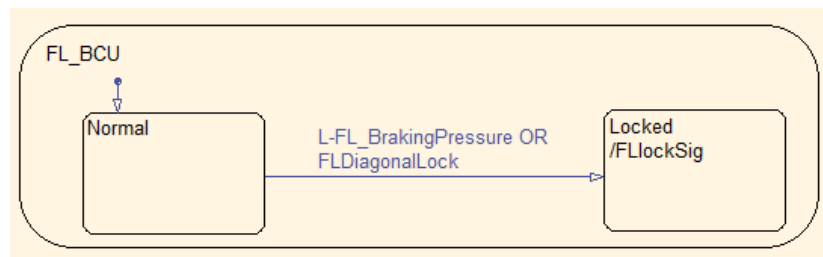 FL_BCU
Normal
L-FL_BrakingPressure OR
FLDiagonalLock
Locked
/FLlockSig